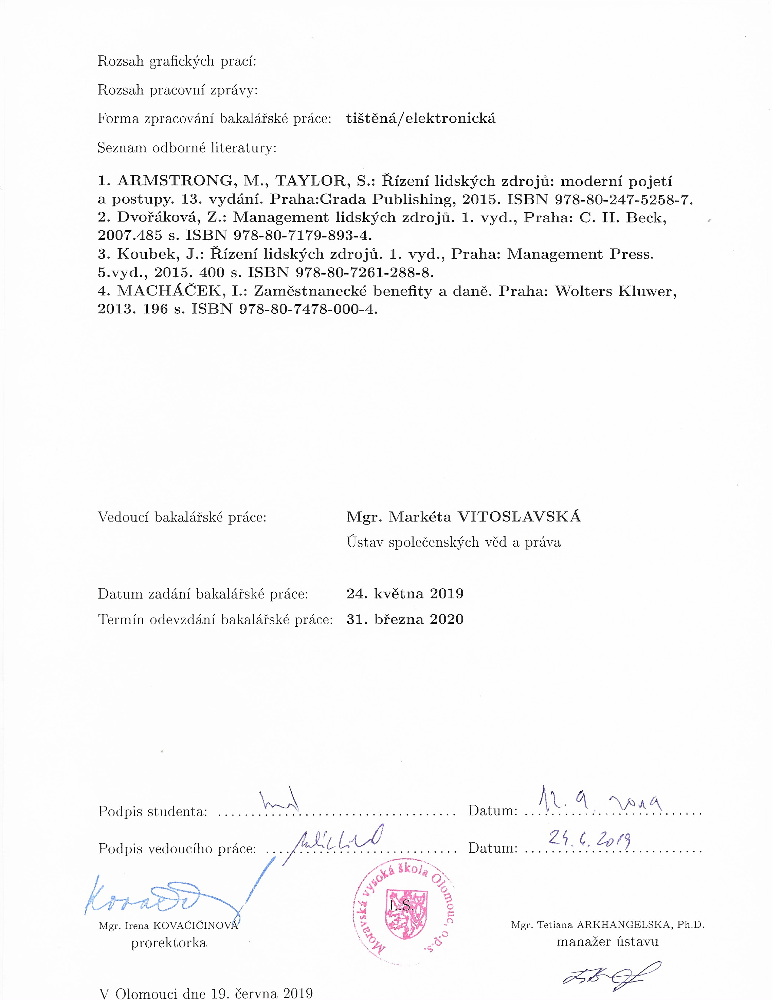 Rozsah grafických prací:
Rozsah pracovní zprávy:
Forma zpracování bakalářské práce: tištěná/elektronická
Seznam odborné literatury:
1. ARMSTRONG, M., TAYLOR, S.: Řízení lidských zdrojů: moderní pojetí
a postupy. 13. vydání. Praha:Grada Publishing, 2015. ISBN 978-80-247-5258-7.
2. Dvořáková, Z.: Management lidských zdrojů. 1. vyd., Praha: C. H. Beck,
2007.485 s. ISBN 978-80-7179-893-4.
3. Koubek, J.: Řízení lidských zdrojů. 1. vyd., Praha: Management Press.
5.vyd., 2015. 400 s. ISBN 978-80-7261-288-8.
4. MACHÁČEK, I.: Zaměstnanecké benefity a daně. Praha: Wolters Kluwer,
2013. 196 s. ISBN 978-80-7478-000-4.
Vedoucí bakalářské práce: Mgr. Markéta VITOSLAVSKÁ
Ústav společenských věd a práva
Datum zadání bakalářské práce: 24. května 2019
Termín odevzdání bakalářské práce: 31. března 2020
Podpis studenta: Datum: 12. 9. 2019
Podpis vedoucího práce: Datum: 24.6.2019
Moravská vysoká škola Olomouc, o.p.s.
L.S.
Mgr. Irena KOVAČIČINOVÁ Mgr. Tetiana ARKHANGELSKA, Ph.D.
prorektorka manažer ústavu
V Olomouci dne 19. června 2019